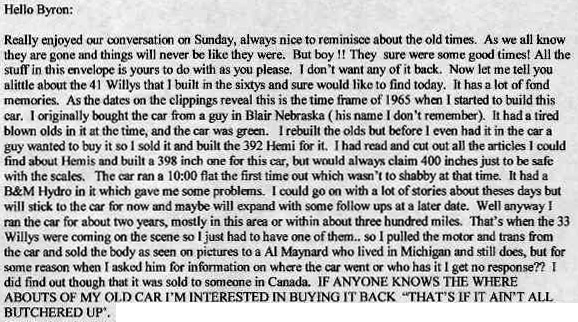 Hello Byron:
Really enjoyed our conversation on Sunday, always nice to reminisce about the old times. As we all know
they are gone and things will never be like they were. But boy !! They sure were some good times! All the
stuff in this envelope is yours to do with as you please. I don't want any of it back. Now let me tell you
alittle about the 41 Willys that I built in the sixtys and sure would like to find today. It has a lot of fond
memories. As the dates on the clippings reveal this is the time frame of 1965 when I started to build this
car. I originally bought the car from a guy in Blair Nebraska ( his name I don't remember). It had a tired
blown olds in it at the time, and the car was green. I rebuilt the olds but before I even had it in the car a
guy wanted to buy it so I sold it and built the 392 Hemi for it. I had read and cut out all the articles I could
find about Hemis and built a 398 inch one for this car, but would always claim 400 inches just to be safe
with the scales. The car ran a 10:00 flat the first time out which wasn't to shabby at that time. It had a
B&M Hydro in it which gave me some problems. I could go on with a lot of stories about theses days but
will stick to the car for now and maybe will expand with some follow ups at a later date. Well anyway I
ran the car for about two years, mostly in this area or within about three hundred miles. That's when the 33
Willys were coming on the scene so I just had to have one of them.. so I pulled the motor and trans from
the car and sold the body as seen on pictures to a Al Maynard who lived in Michigan and still does, but for
some reason when I asked him for information on where the car went or who has it I get no response?? I
did find out though that it was sold to someone in Canada. IF ANYONE KNOWS THE WHERE
ABOUTS OF MY OLD CAR I'M INTERESTED IN BUYING IT BACK "THAT'S IF IT AIN'T ALL
BUTCHERED UP".